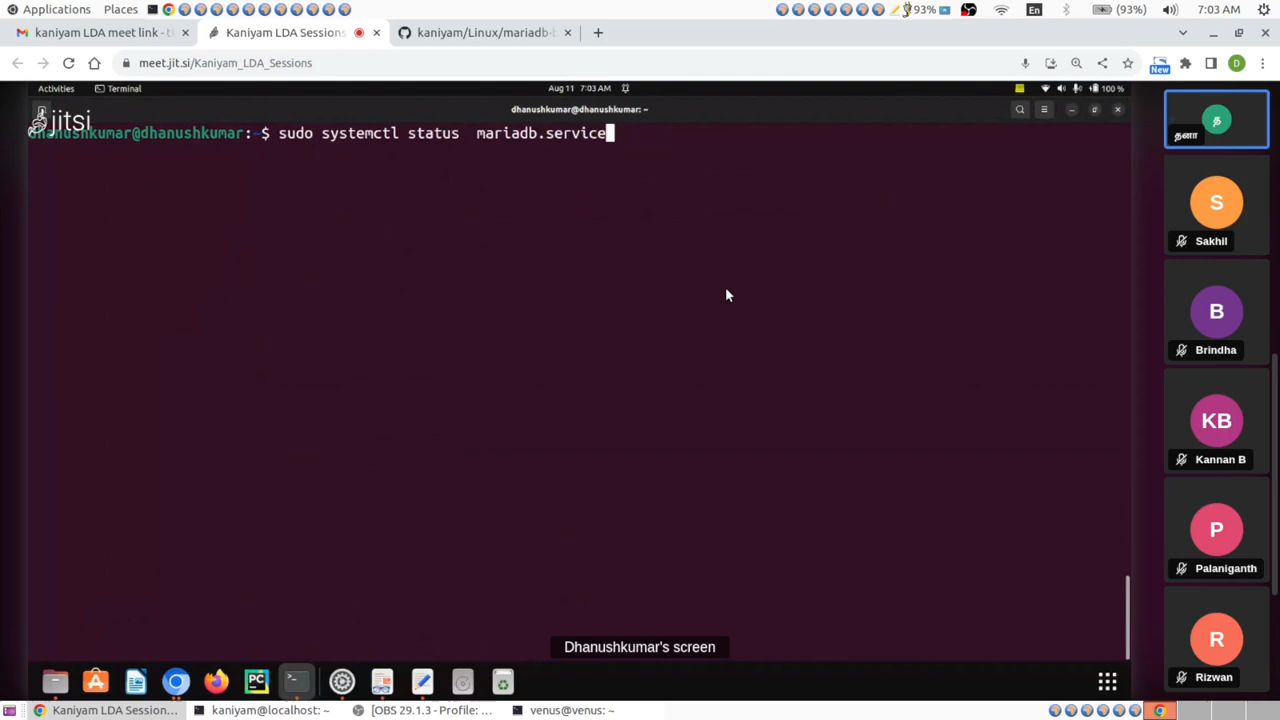 Applications Places 93% En (93%) 7:03 AM
kaniyam LDA meet link - t
Kaniyam LDA Sessions
kaniyam/Linux/mariadb-b
meet.jit.si/Kaniyam_LDA_Sessions
New
D
Activities Terminal Aug 11 7:03 AM 100 %
jitsi
dhanushkumar@dhanushkumar: ~
dhanushkumar@dhanushkumar:~$ sudo systemctl status  mariadb.service
த
தனா
S
Sakhil
B
Brindha
KB
Kannan B
P
Palaniganth
R
Rizwan
Dhanushkumar's screen
PC
Kaniyam LDA Session...
kaniyam@localhost: ~
[OBS 29.1.3 - Profile: ...
venus@venus: ~